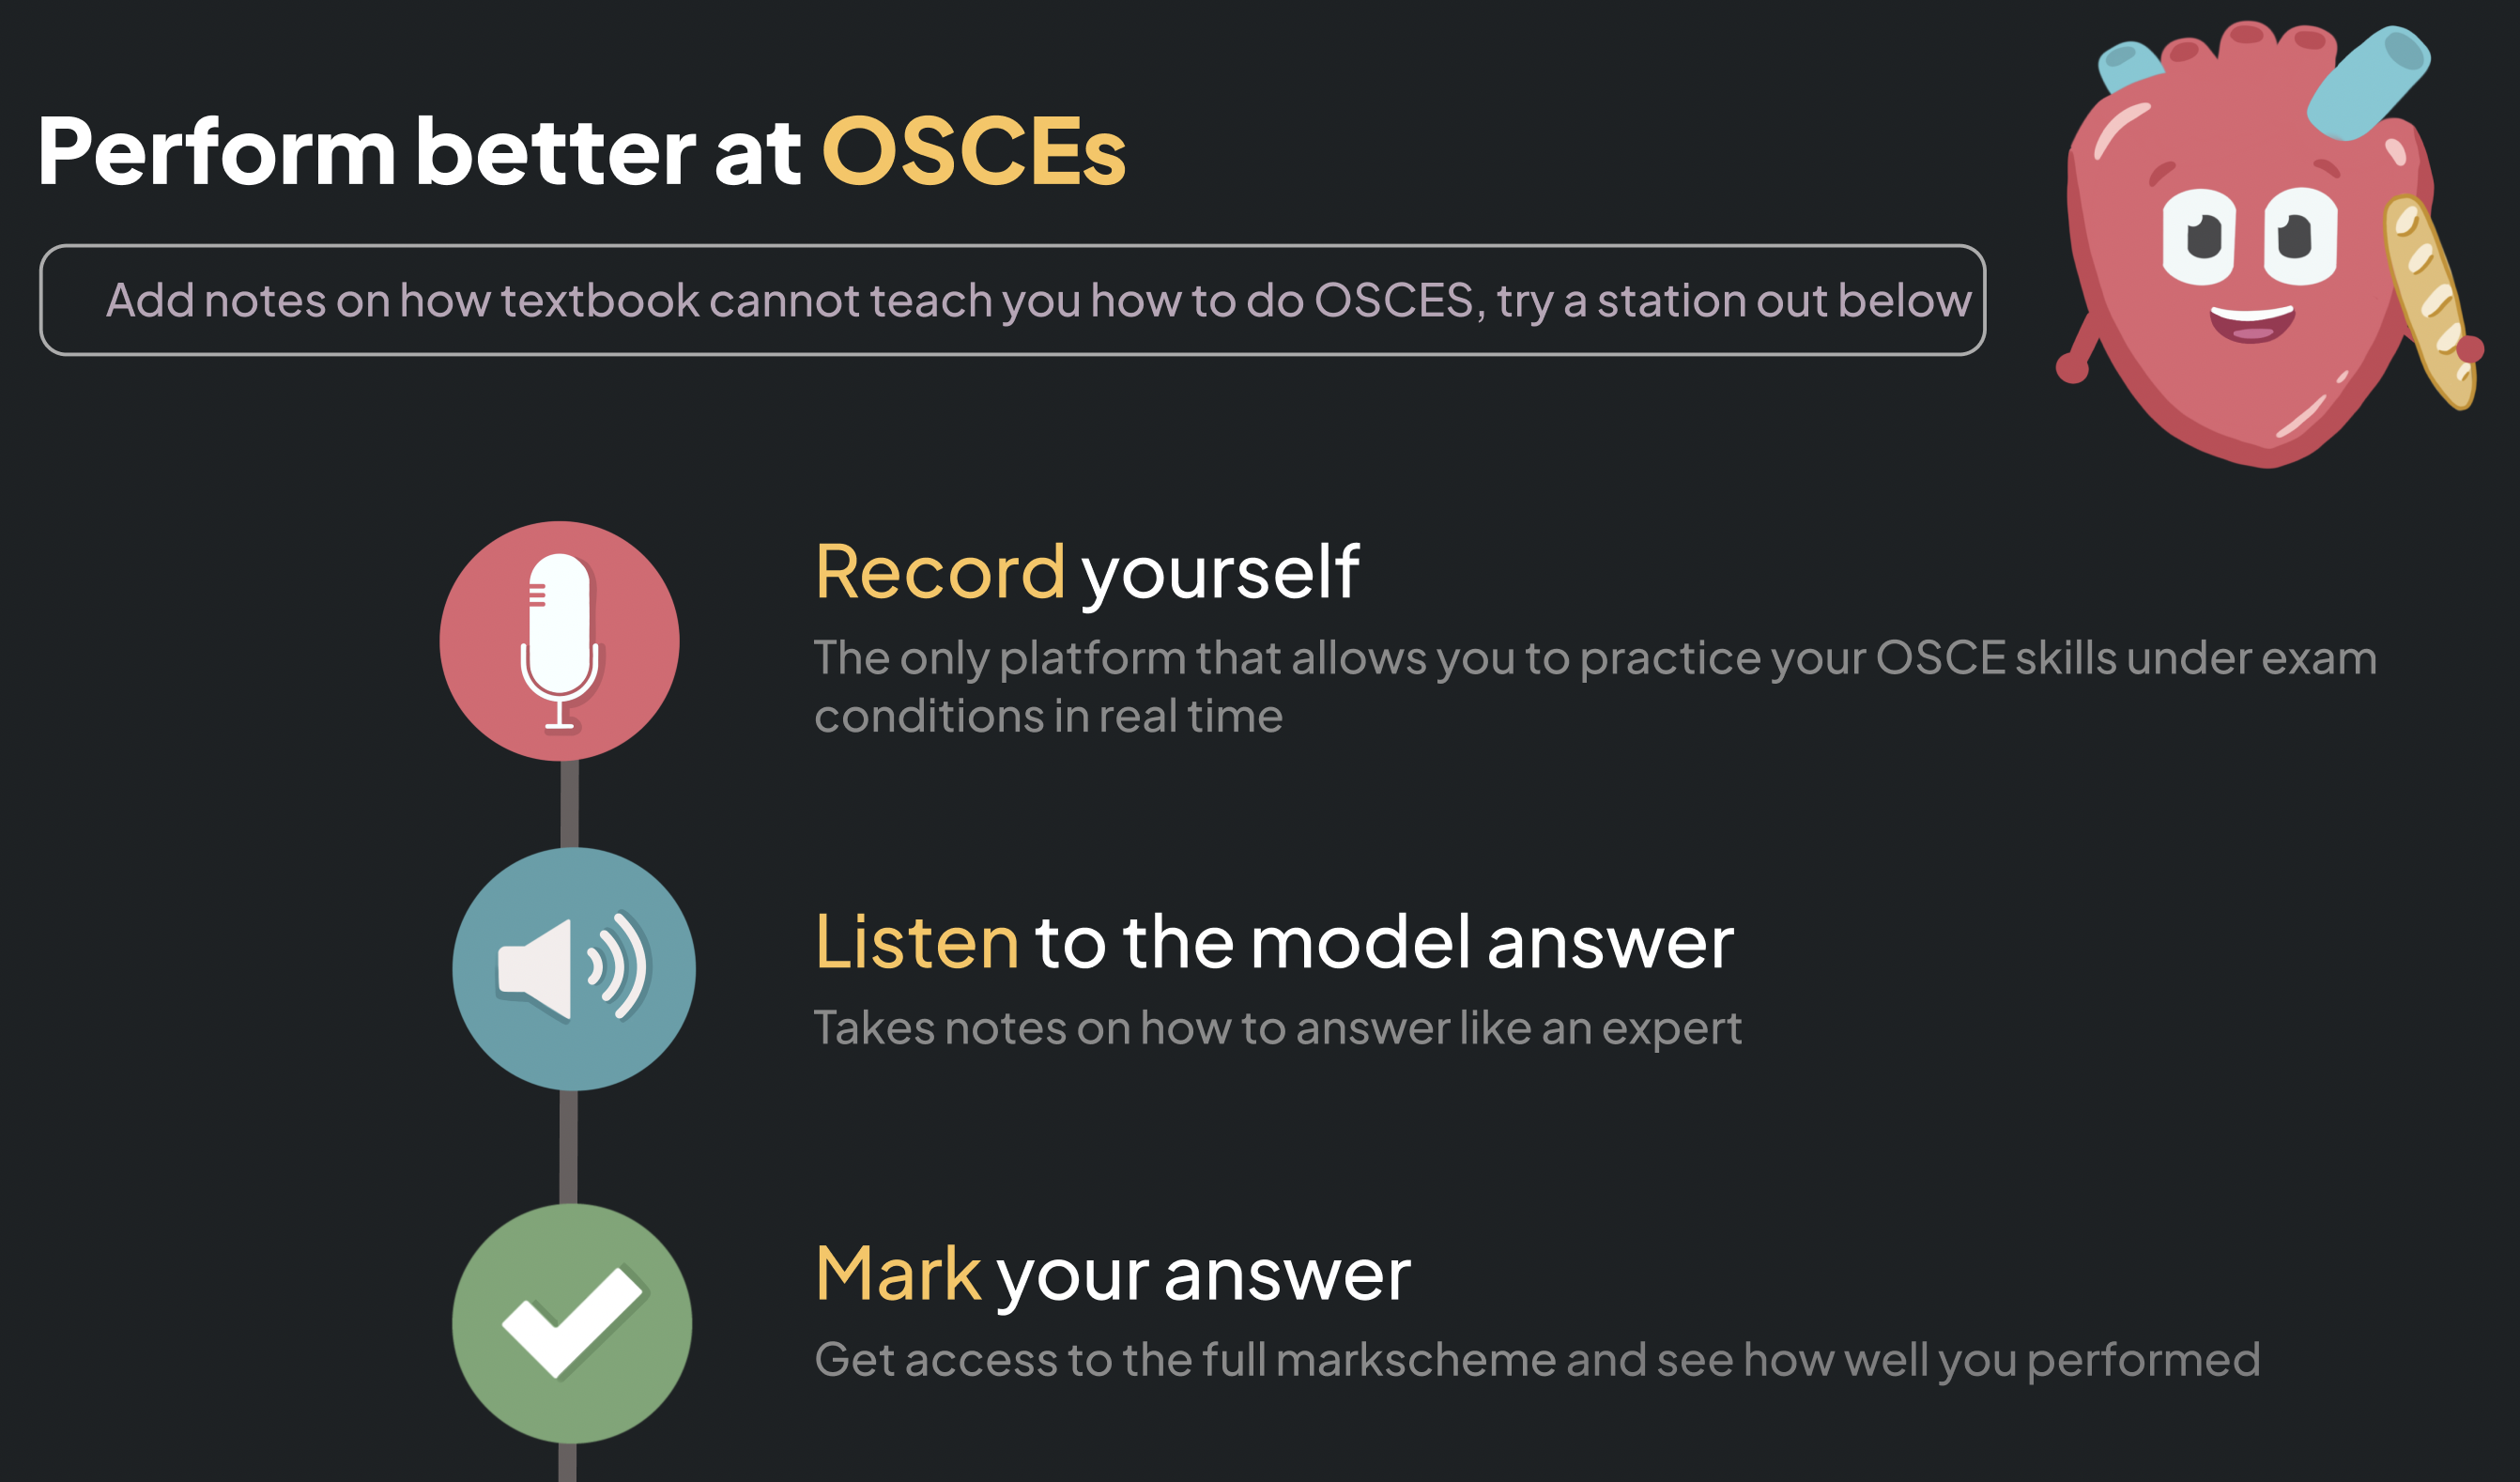 Perform better at OSCEs
Add notes on how textbook cannot teach you how to do OSCES, try a station out below
Record yourself
The only platform that allows you to practice your OSCE skills under exam
conditions in real time
Listen to the model answer
Takes notes on how to answer like an expert
Mark your answer
Get access to the full markscheme and see how well you performed